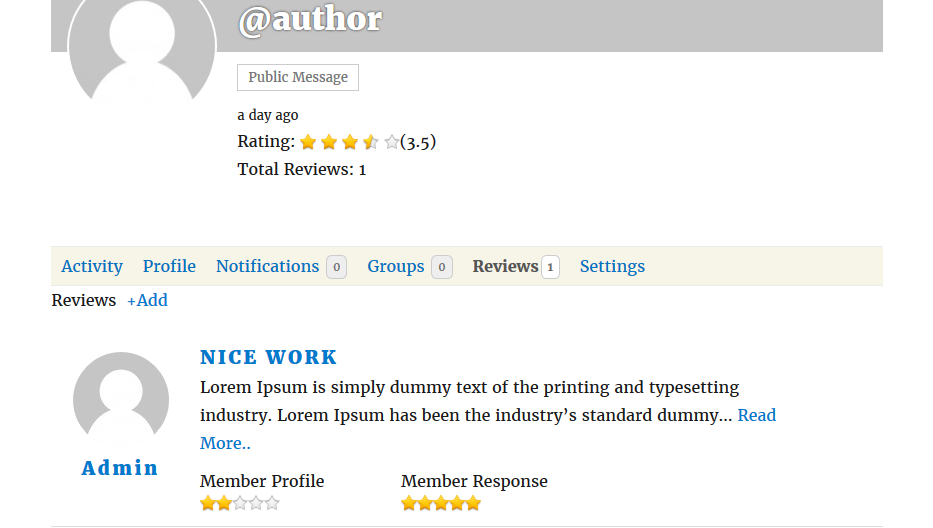 @author
Public Message
a day ago
Rating: (3.5)
Total Reviews: 1
Activity Profile Notifications 0 Groups 0 Reviews 1 Settings
Reviews +Add
NICE WORK
Lorem Ipsum is simply dummy text of the printing and typesetting
industry. Lorem Ipsum has been the industry’s standard dummy... Read
More..
Admin
Member Profile Member Response